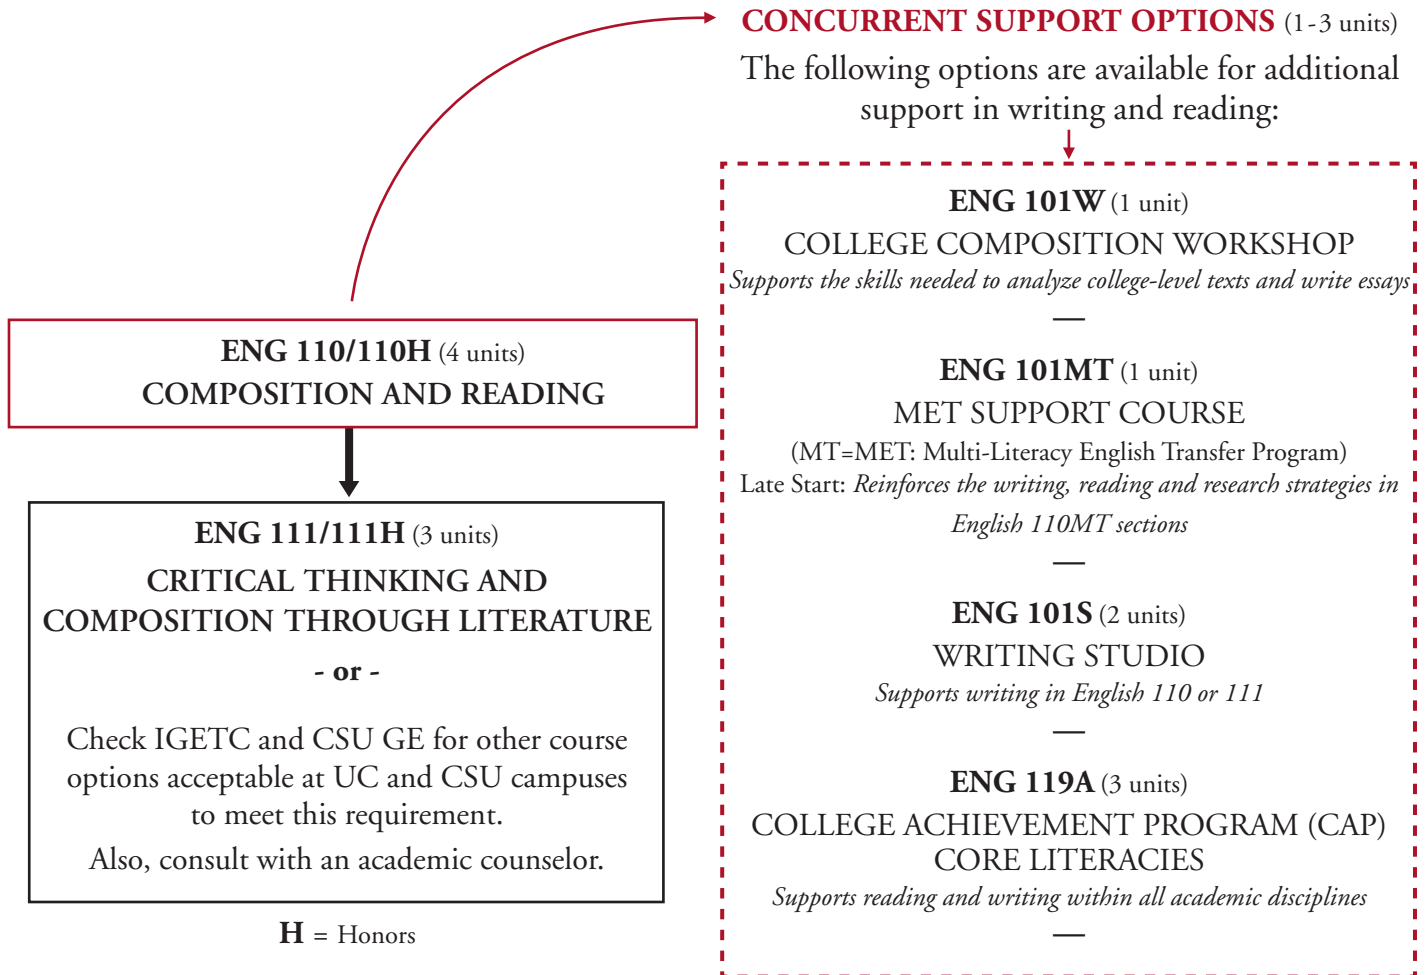 CONCURRENT SUPPORT OPTIONS (1-3 units)
The following options are available for additional
support in writing and reading:
ENG 110/110H (4 units)
COMPOSITION AND READING
ENG 111/111H (3 units)
CRITICAL THINKING AND
COMPOSITION THROUGH LITERATURE
- or -
Check IGETC and CSU GE for other course
options acceptable at UC and CSU campuses
to meet this requirement.
Also, consult with an academic counselor.
H = Honors
ENG 101W (1 unit)
COLLEGE COMPOSITION WORKSHOP
Supports the skills needed to analyze college-level texts and write essays
—
ENG 101MT (1 unit)
MET SUPPORT COURSE
(MT=MET: Multi-Literacy English Transfer Program)
Late Start: Reinforces the writing, reading and research strategies in
English 110MT sections
—
ENG 101S (2 units)
WRITING STUDIO
Supports writing in English 110 or 111
—
ENG 119A (3 units)
COLLEGE ACHIEVEMENT PROGRAM (CAP)
CORE LITERACIES
Supports reading and writing within all academic disciplines
—